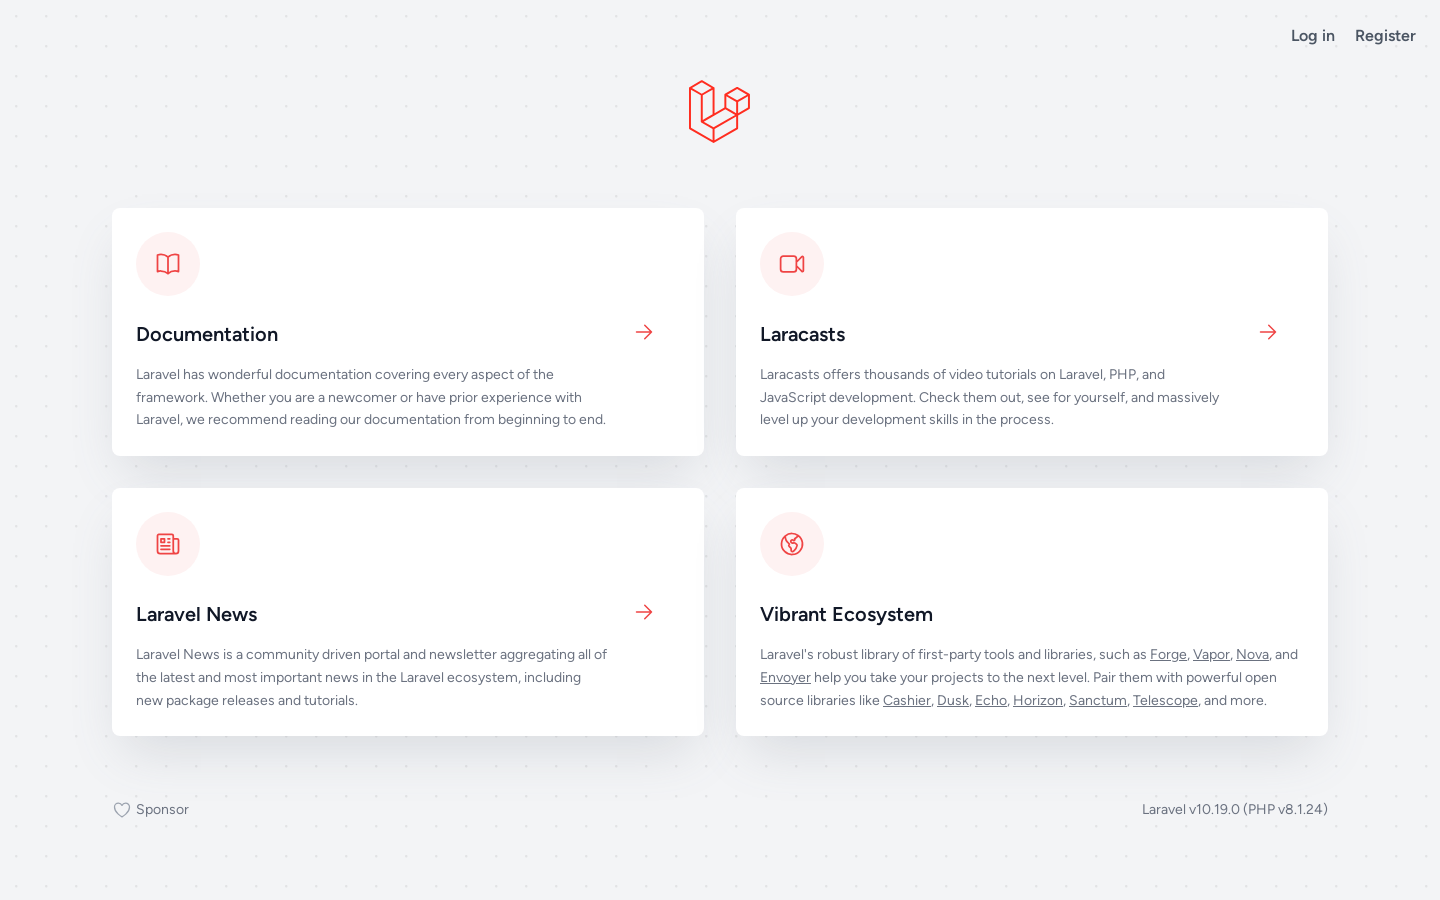 Log in Register
Documentation
Laravel has wonderful documentation covering every aspect of the
framework. Whether you are a newcomer or have prior experience with
Laravel, we recommend reading our documentation from beginning to end.
Laracasts
Laracasts offers thousands of video tutorials on Laravel, PHP, and
JavaScript development. Check them out, see for yourself, and massively
level up your development skills in the process.
Laravel News
Laravel News is a community driven portal and newsletter aggregating all of
the latest and most important news in the Laravel ecosystem, including
new package releases and tutorials.
Vibrant Ecosystem
Laravel's robust library of first-party tools and libraries, such as Forge, Vapor, Nova, and
Envoyer help you take your projects to the next level. Pair them with powerful open
source libraries like Cashier, Dusk, Echo, Horizon, Sanctum, Telescope, and more.
Sponsor
Laravel v10.19.0 (PHP v8.1.24)